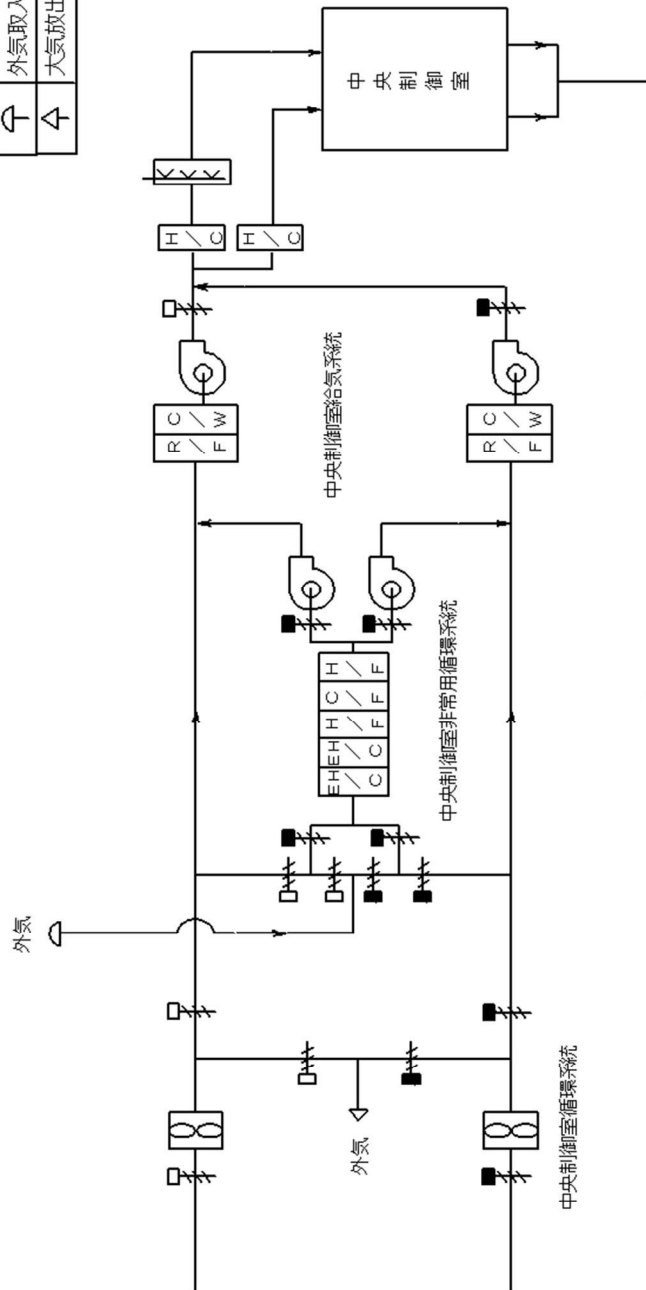 外気
外気取入
大気放出
R/F
C/W
H/C
H/C
中央制御室
中央制御室給気系統
外気
EH/C
EH/C
H/F
C/F
H/F
中央制御室非常用循環系統
R/F
C/W
中央制御室循環系統